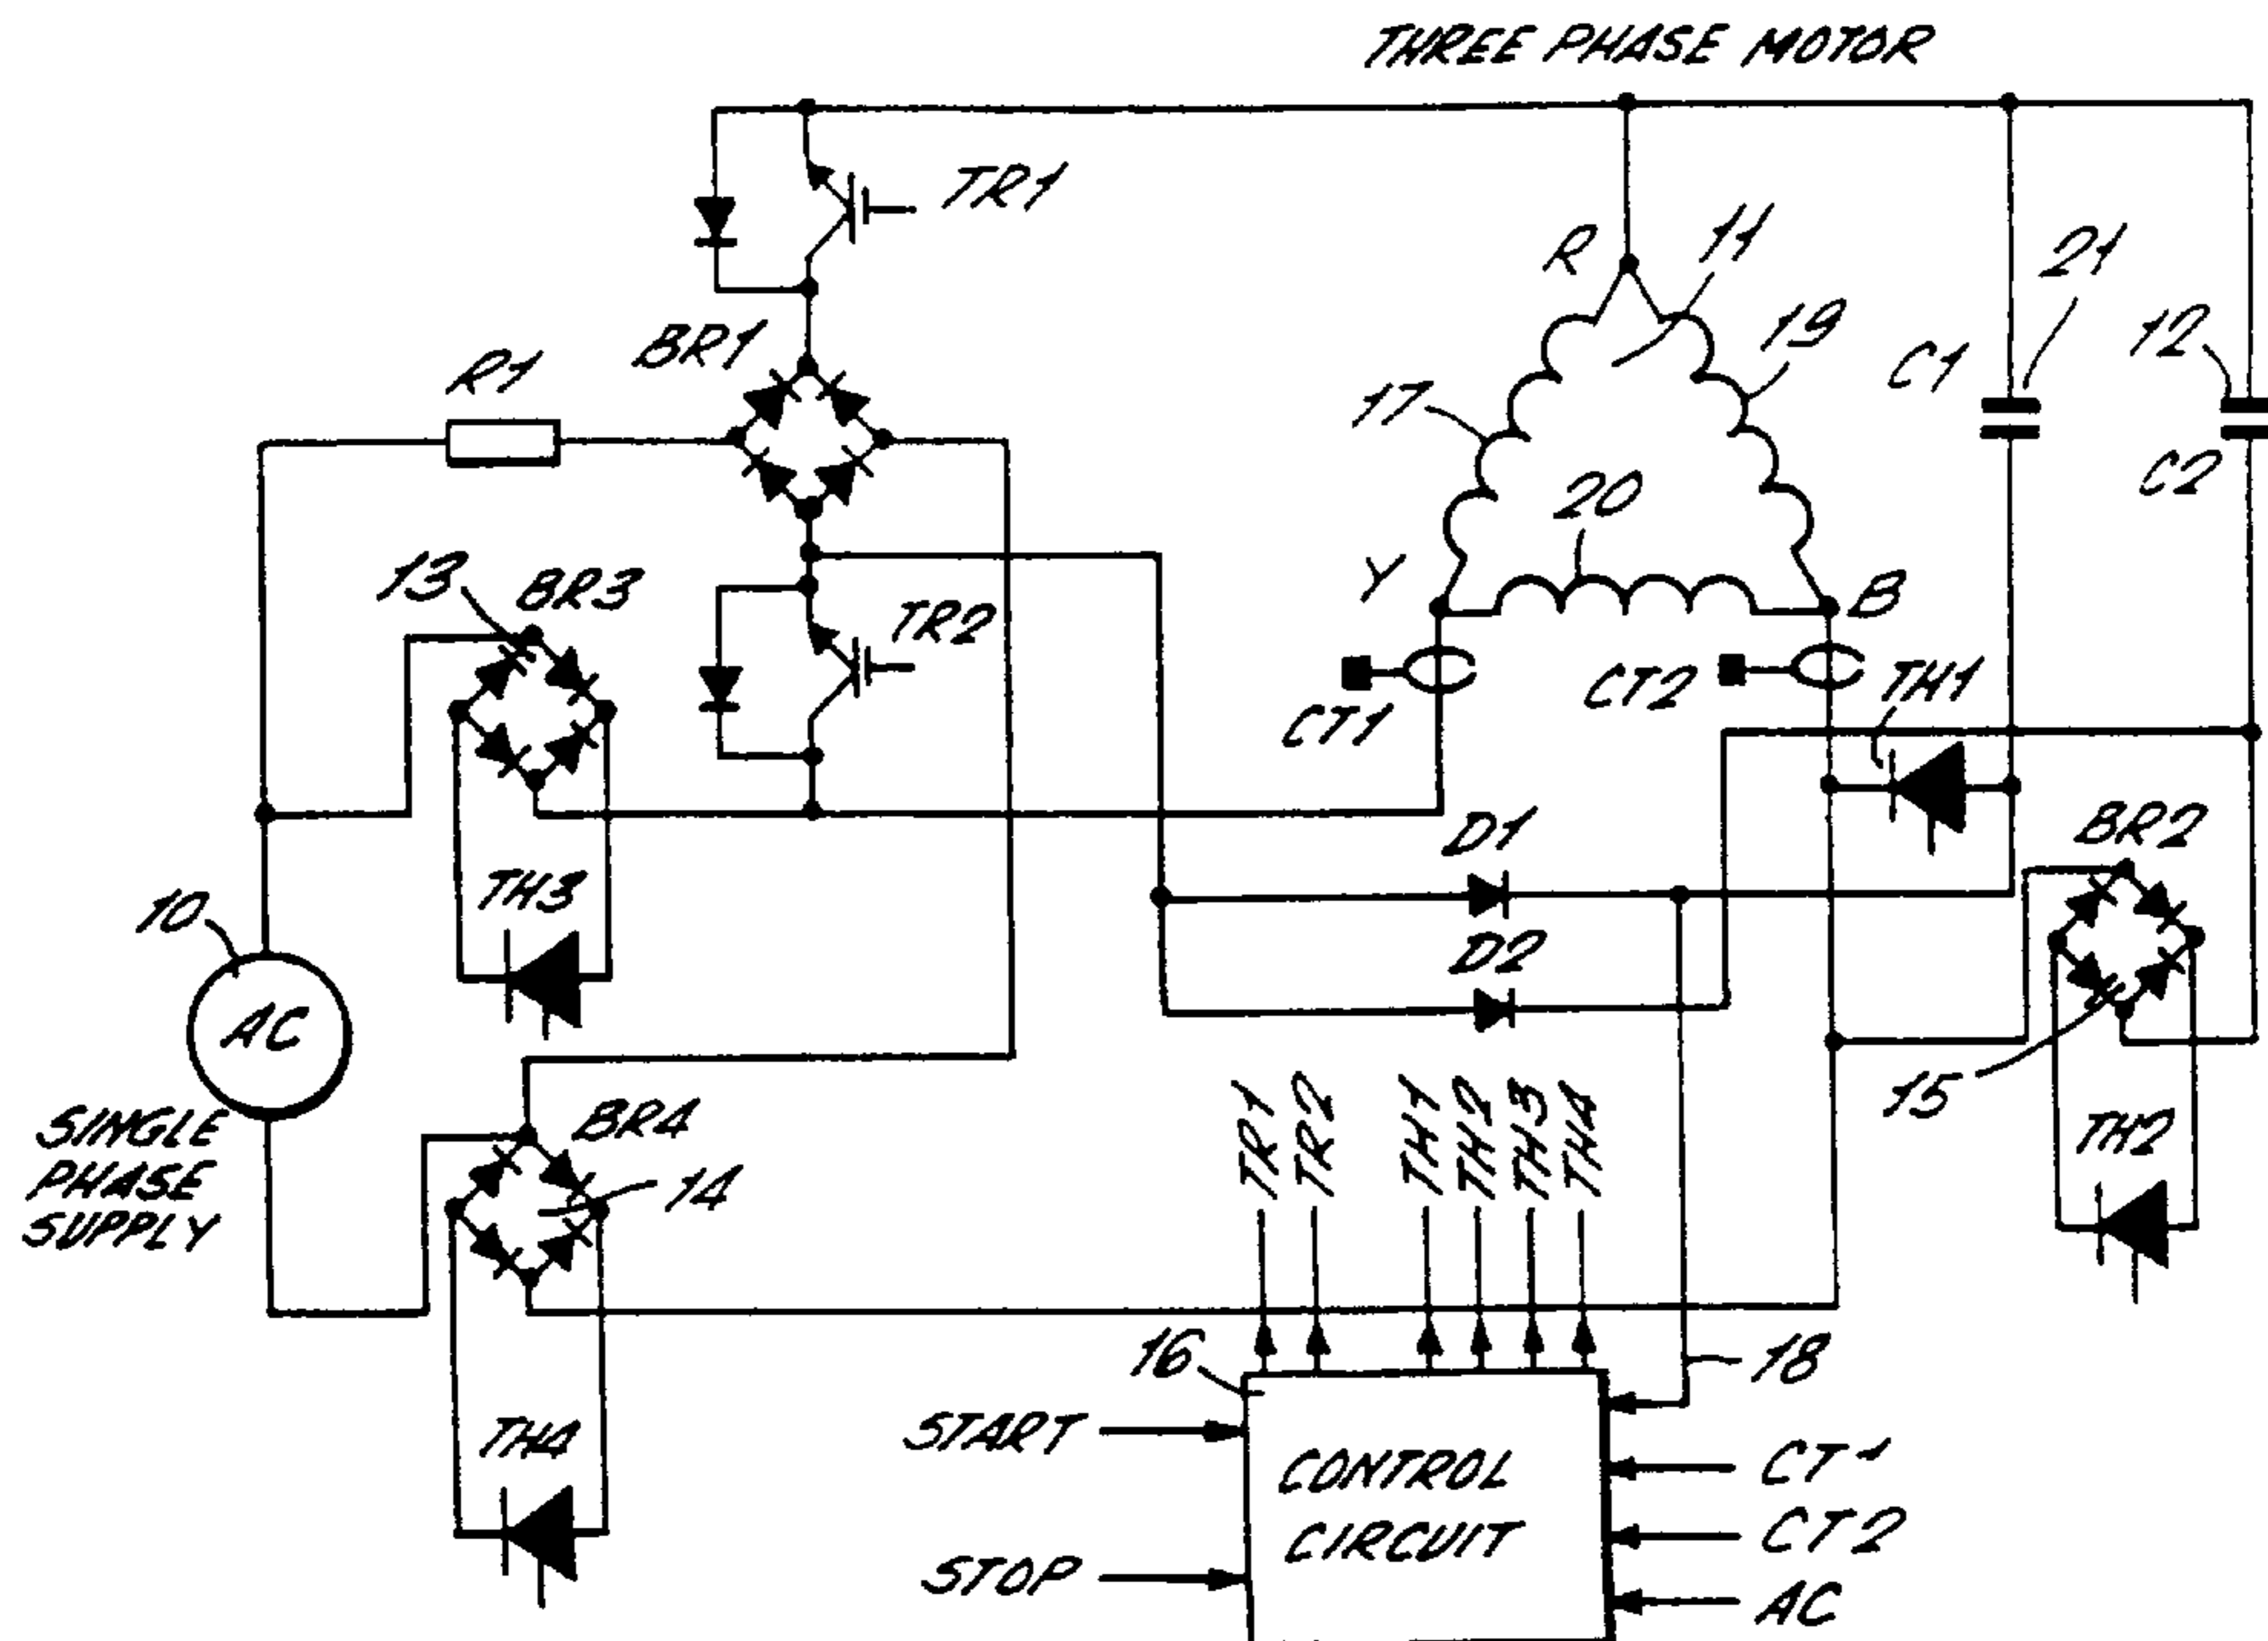 THREE PHASE MOTOR
TR1
R
11
21
BR1
19
12
R1
C1
17
C2
20
13
BR3
Y
B
TR2
CT2
TH1
CT1
D1
BR2
TH3
10
D2
AC
15
SINGLE
PHASE
SUPPLY
BR4
14
TR1
TR2
TH1
TH2
TH3
TH4
TH2
16
18
START
TH4
CONTROL
CIRCUIT
CT1
CT2
STOP
AC